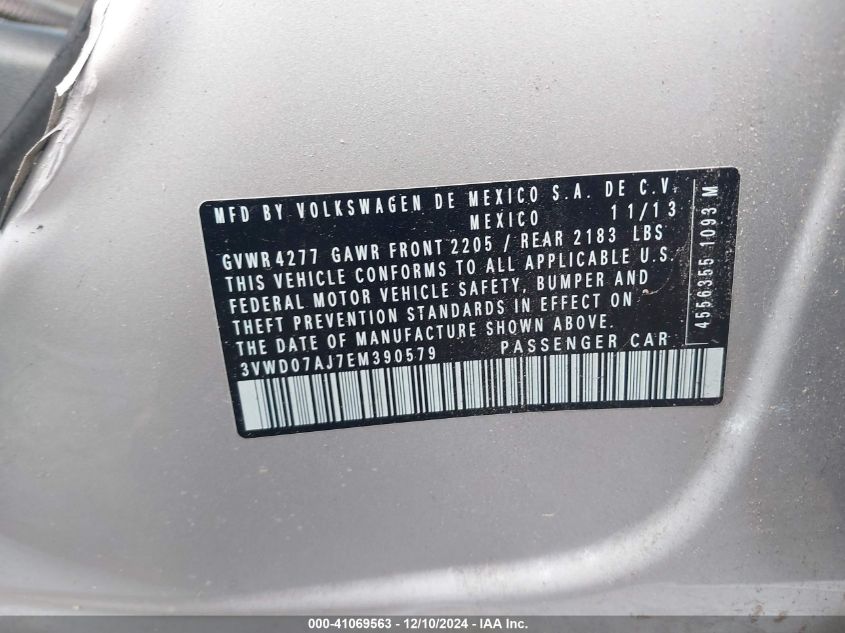 MFD BY VOLKSWAGEN DE MEXICO S.A. DE C.V.
MEXICO 11/13
GVWR 4277 GAWR FRONT 2205 / REAR 2183 LBS
THIS VEHICLE CONFORMS TO ALL APPLICABLE U.S.
FEDERAL MOTOR VEHICLE SAFETY, BUMPER AND
THEFT PREVENTION STANDARDS IN EFFECT ON
THE DATE OF MANUFACTURE SHOWN ABOVE.
3VWD07AJ7EM390579 PASSENGER CAR
4556355 1093 M
000-41069563 - 12/10/2024 - IAA Inc.